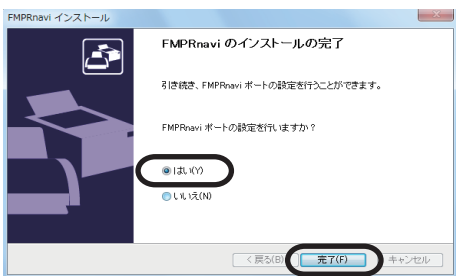 FMPRnavi インストール
FMPRnavi のインストールの完了
引き続き、FMPRnavi ポートの設定を行うことができます。
FMPRnavi ポートの設定を行いますか？
はい(Y)
いいえ(N)
< 戻る(B)
完了(F)
キャンセル